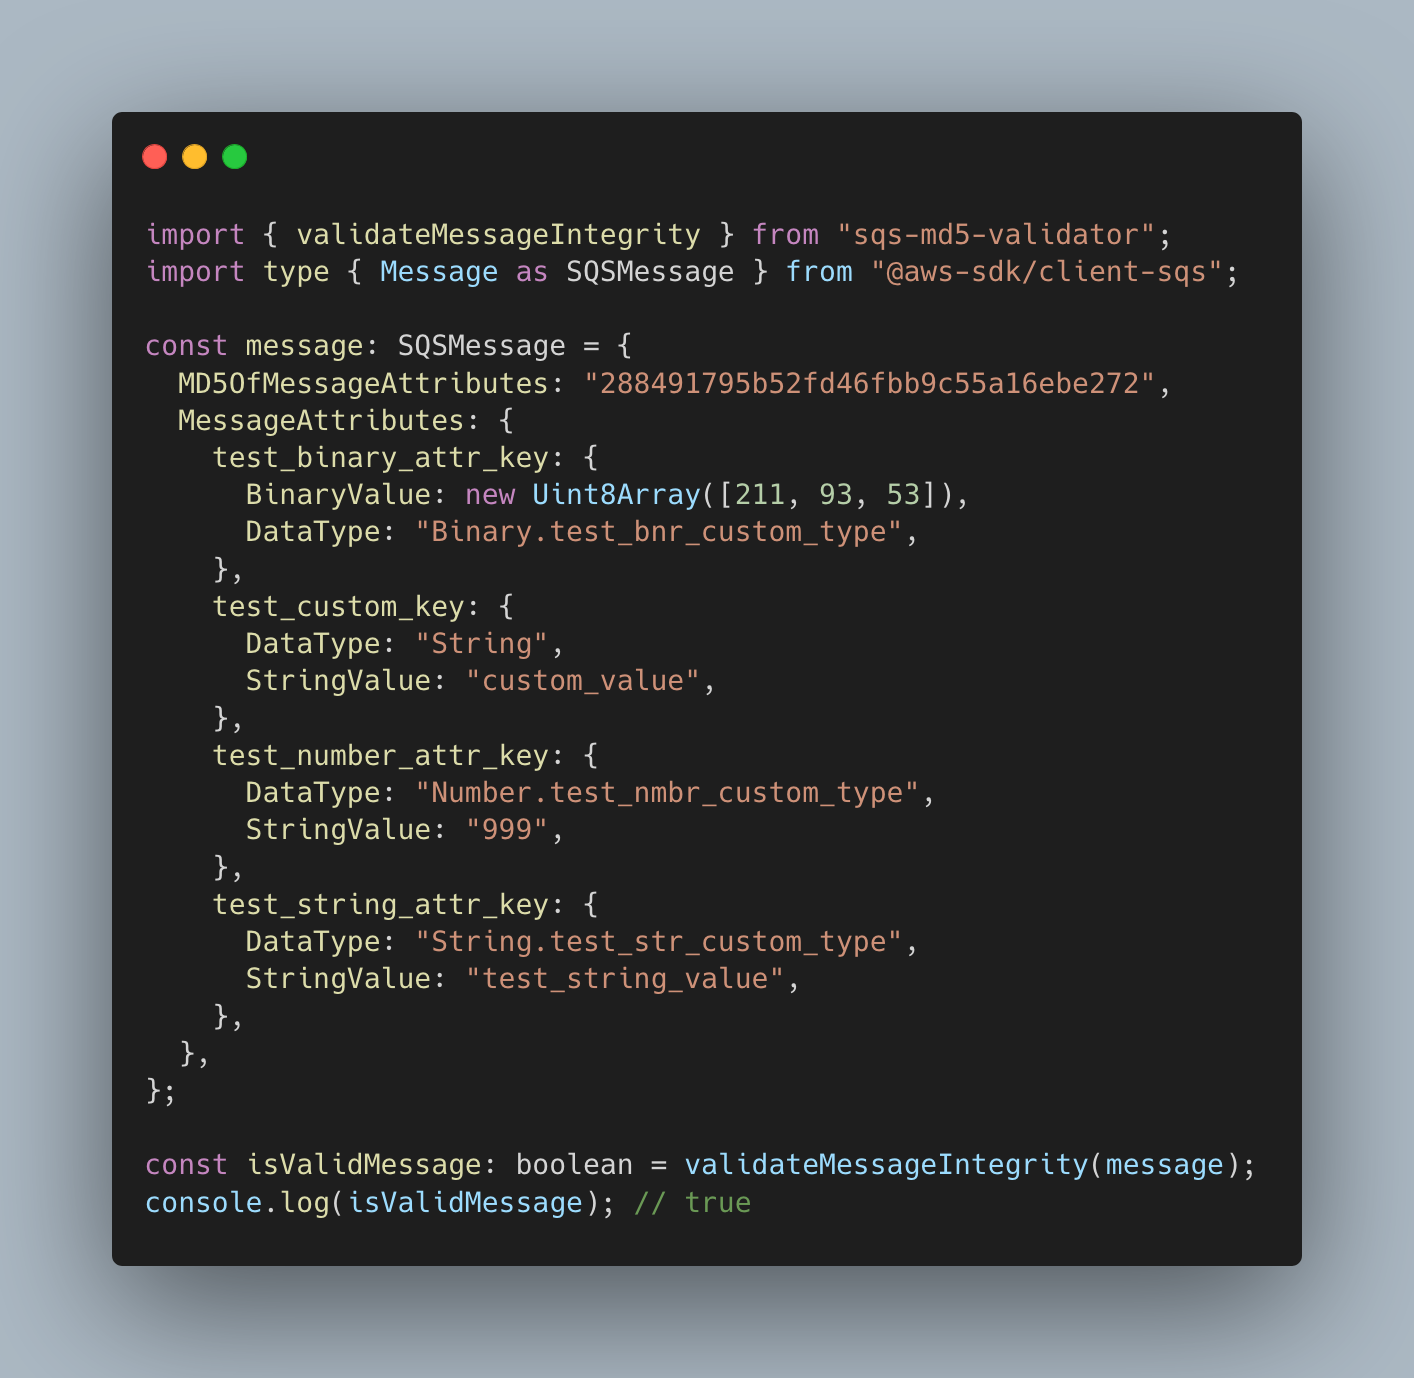 import { validateMessageIntegrity } from "sqs-md5-validator";
import type { Message as SQSMessage } from "@aws-sdk/client-sqs";

const message: SQSMessage = {
  MD5OfMessageAttributes: "288491795b52fd46fbb9c55a16ebe272",
  MessageAttributes: {
    test_binary_attr_key: {
      BinaryValue: new Uint8Array([211, 93, 53]),
      DataType: "Binary.test_bnr_custom_type",
    },
    test_custom_key: {
      DataType: "String",
      StringValue: "custom_value",
    },
    test_number_attr_key: {
      DataType: "Number.test_nmbr_custom_type",
      StringValue: "999",
    },
    test_string_attr_key: {
      DataType: "String.test_str_custom_type",
      StringValue: "test_string_value",
    },
  },
};

const isValidMessage: boolean = validateMessageIntegrity(message);
console.log(isValidMessage); // true